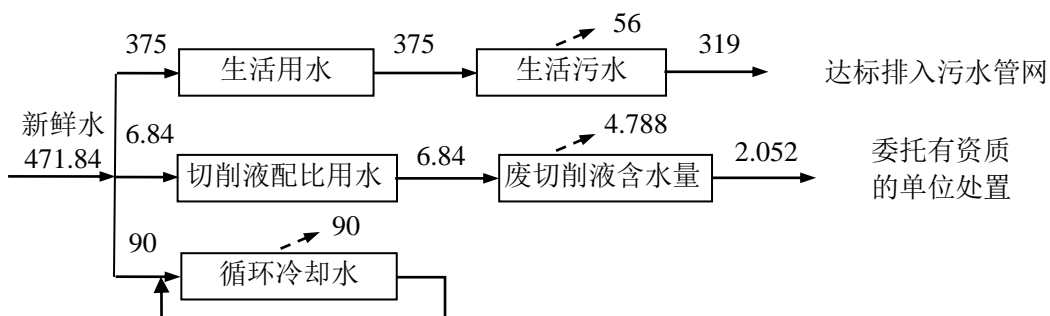 375
生活用水
375
56
生活污水
319
达标排入污水管网
新鲜水
471.84
6.84
切削液配比用水
6.84
4.788
废切削液含水量
2.052
委托有资质
的单位处置
90
90
循环冷却水